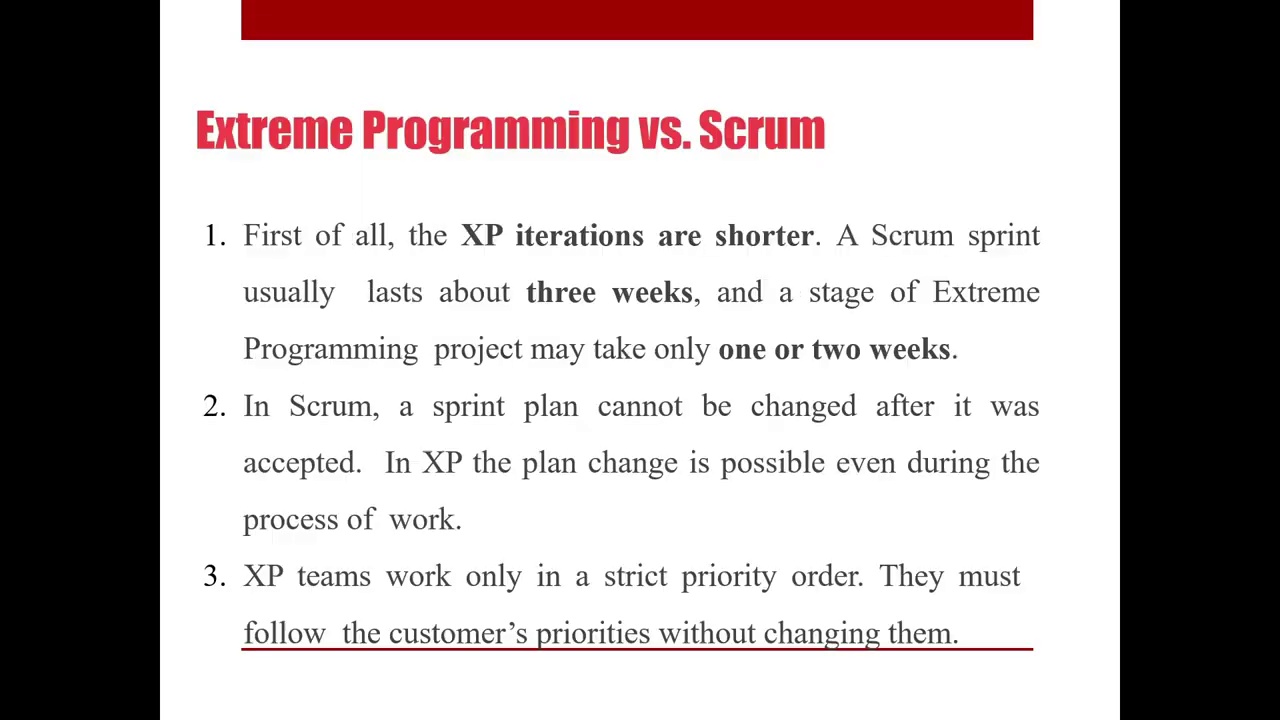 Extreme Programming vs. Scrum
1. First of all, the XP iterations are shorter. A Scrum sprint
usually lasts about three weeks, and a stage of Extreme
Programming project may take only one or two weeks.
2. In Scrum, a sprint plan cannot be changed after it was
accepted. In XP the plan change is possible even during the
process of work.
3. XP teams work only in a strict priority order. They must
follow the customer’s priorities without changing them.